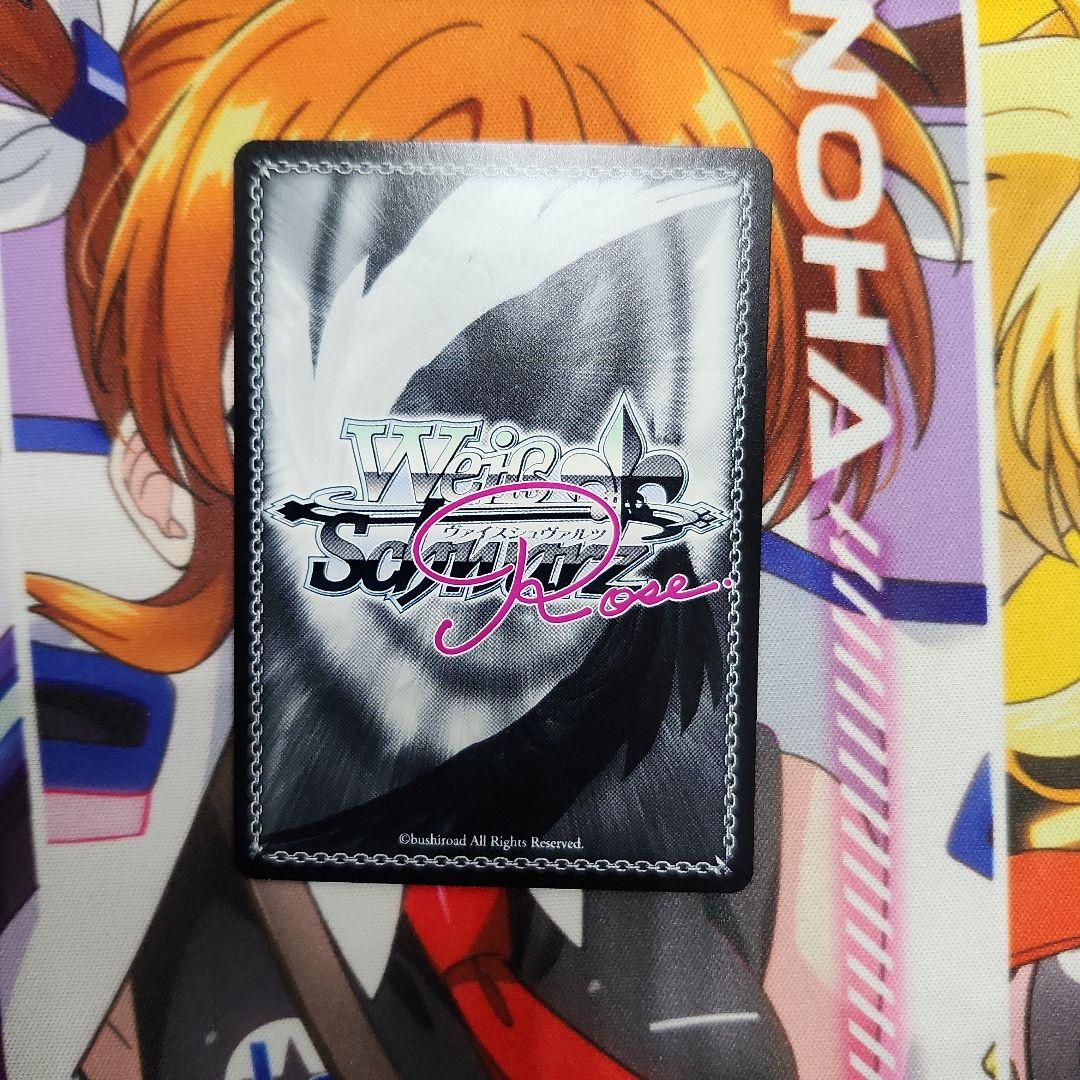 NOHA
Weiß
ヴァイスシュヴァルツ
Schwarz
Rose.
©bushiroad All Rights Reserved.